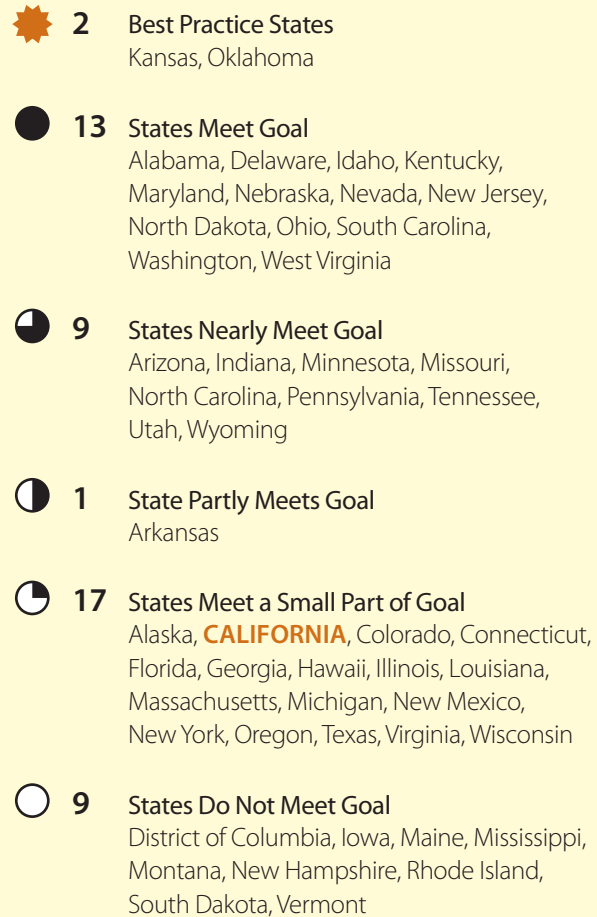 2 Best Practice States
Kansas, Oklahoma
13 States Meet Goal
Alabama, Delaware, Idaho, Kentucky,
Maryland, Nebraska, Nevada, New Jersey,
North Dakota, Ohio, South Carolina,
Washington, West Virginia
9 States Nearly Meet Goal
Arizona, Indiana, Minnesota, Missouri,
North Carolina, Pennsylvania, Tennessee,
Utah, Wyoming
1 State Partly Meets Goal
Arkansas
17 States Meet a Small Part of Goal
Alaska, CALIFORNIA, Colorado, Connecticut,
Florida, Georgia, Hawaii, Illinois, Louisiana,
Massachusetts, Michigan, New Mexico,
New York, Oregon, Texas, Virginia, Wisconsin
9 States Do Not Meet Goal
District of Columbia, Iowa, Maine, Mississippi,
Montana, New Hampshire, Rhode Island,
South Dakota, Vermont